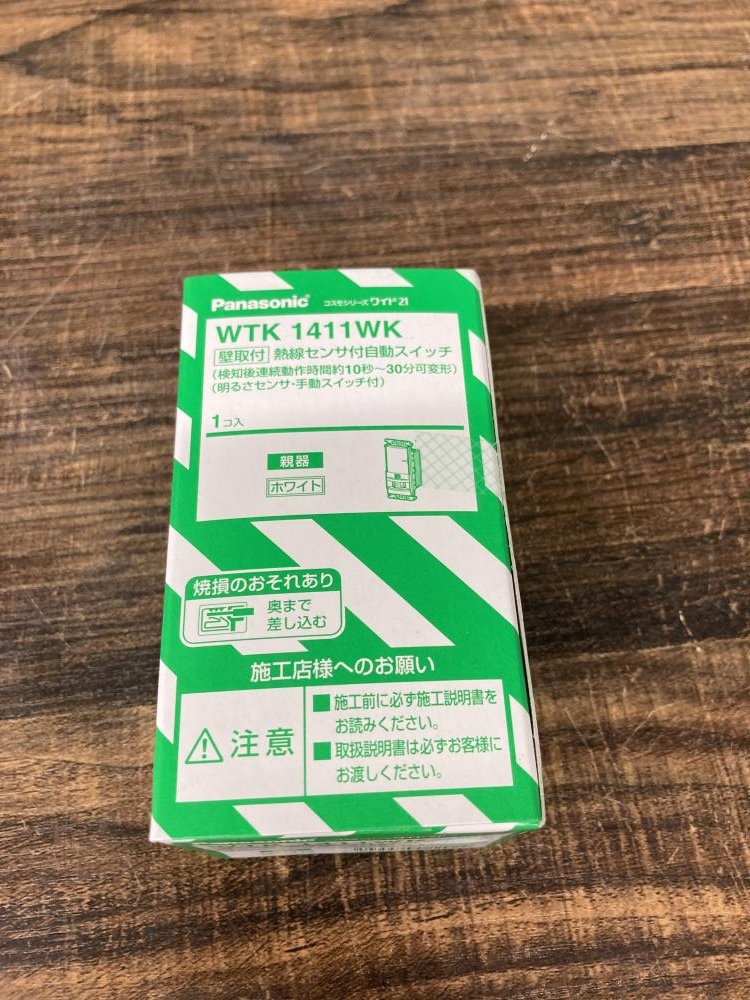 Panasonic コスモシリーズ ワイド21
WTK 1411WK
壁取付 熱線センサ付自動スイッチ
(検知後連続動作時間約10秒～30分可変形)
(明るさセンサ・手動スイッチ付)
1コ入
親器
ホワイト
焼損のおそれあり
奥まで
差し込む
施工店様へのお願い
注意
■施工前に必ず施工説明書を
お読みください。
■取扱説明書は必ずお客様に
お渡しください。